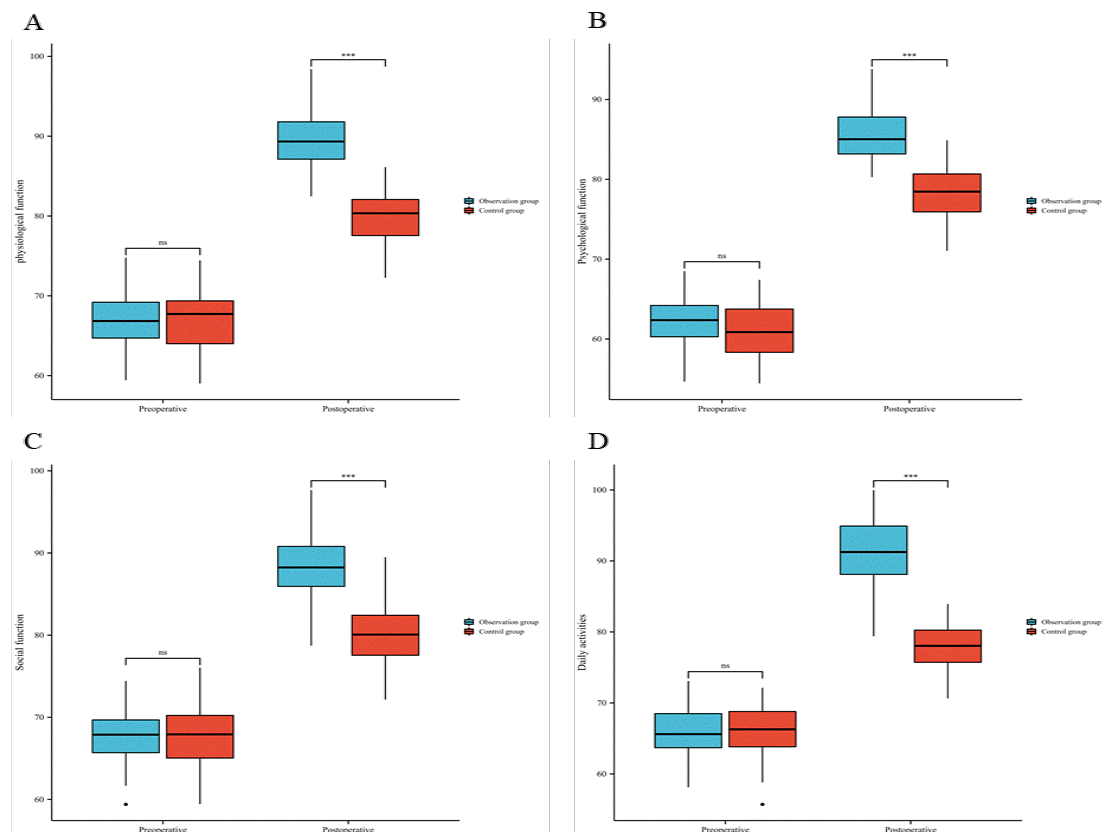 A
100
90
80
70
60
physiological function
ns
***
Preoperative
Postoperative
Observation group
Control group
B
90
80
70
60
Psychological function
ns
***
Preoperative
Postoperative
Observation group
Control group
C
100
90
80
70
60
Social function
ns
***
Preoperative
Postoperative
Observation group
Control group
D
100
90
80
70
60
Daily activities
ns
***
Preoperative
Postoperative
Observation group
Control group